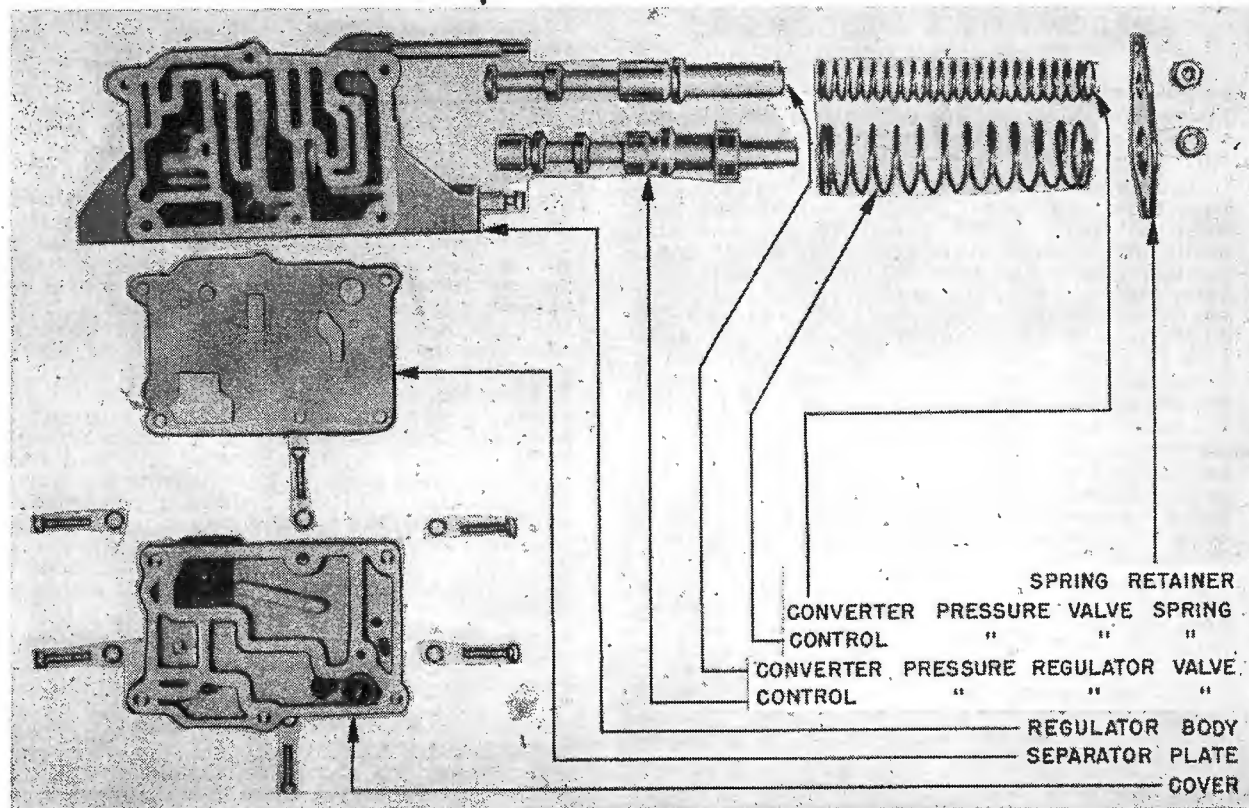 SPRING RETAINER
CONVERTER PRESSURE VALVE SPRING
CONTROL " " "
CONVERTER PRESSURE REGULATOR VALVE
CONTROL " " "
REGULATOR BODY
SEPARATOR PLATE
COVER